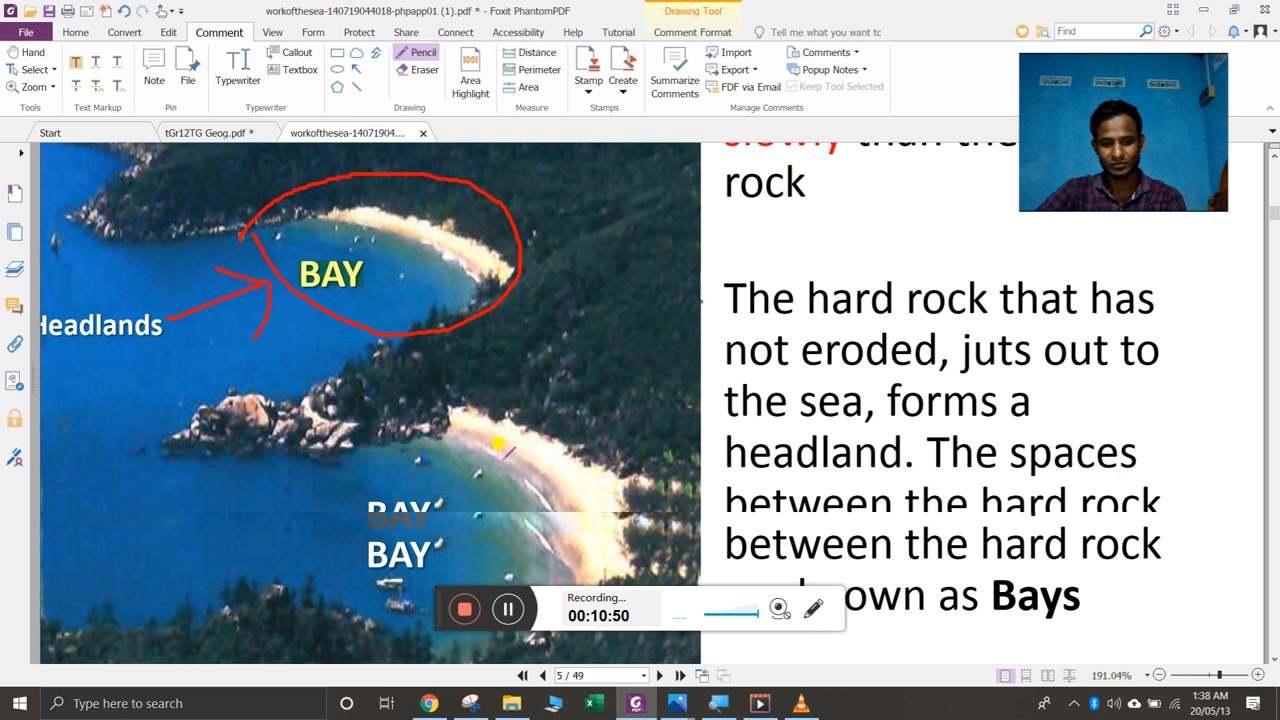 workofthesea-140719044018-phpapp01 (1).pdf * - Foxit PhantomPDF
Drawing Tool
File Home Convert Edit Comment View Form Protect Share Connect Accessibility Help Tutorial Comment Format Tell me what you want tc Find
Hand
Select
Zoom
Tools
T T T
T T T
Text Markup
Note
File
Pin
Typewriter
Callout
Textbox
Typewriter
Pencil
Eraser
Drawing
Area Highlight
Distance
Perimeter
Area
Measure
Stamp
Create
Stamps
Summarize Comments
Import
Export
FDF via Email
Comments
Popup Notes
Keep Tool Selected
Manage Comments
Start
tGr12TG Geog.pdf *
workofthesea-14071904...
slowly than the
rock
BAY
Headlands
The hard rock that has
not eroded, juts out to
the sea, forms a
headland. The spaces
between the hard rock
BAY
BAY
between the hard rock
own as Bays
Recording...
00:10:50
5 / 49
191.04%
Type here to search
1:38 AM
20/05/13